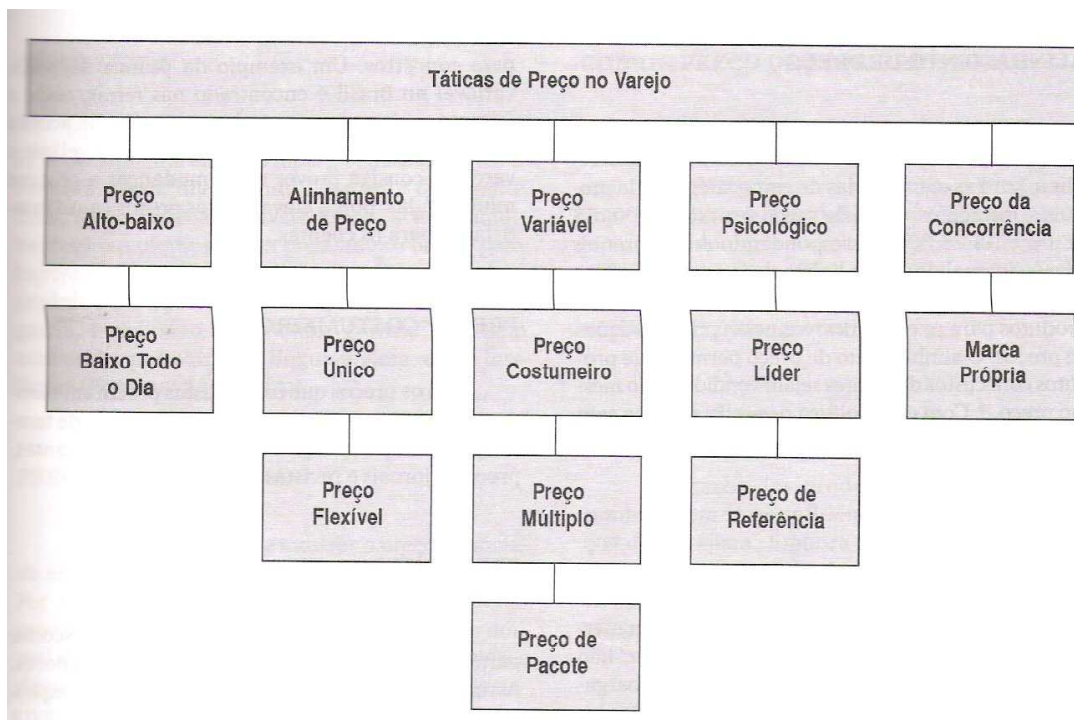 Táticas de Preço no Varejo
Preço
Alto-baixo
Alinhamento
de Preço
Preço
Variável
Preço
Psicológico
Preço da
Concorrência
Preço
Baixo Todo
o Dia
Preço
Único
Preço
Costumeiro
Preço
Líder
Marca
Própria
Preço
Flexível
Preço
Múltiplo
Preço de
Referência
Preço de
Pacote